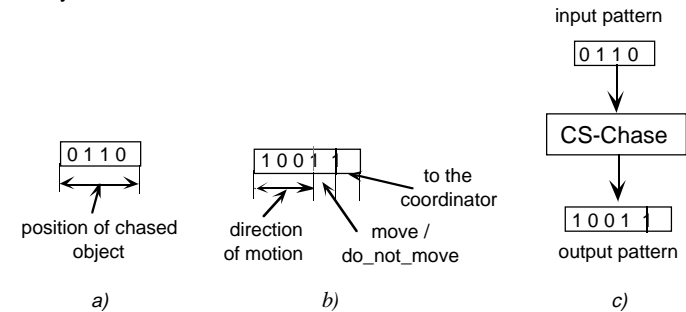 input pattern
0 1 1 0
CS-Chase
1 0 0 1 1
output pattern
0 1 1 0
position of chased
object
1 0 0 1 1
direction
of motion
move /
do_not_move
to the
coordinator
a)
b)
c)